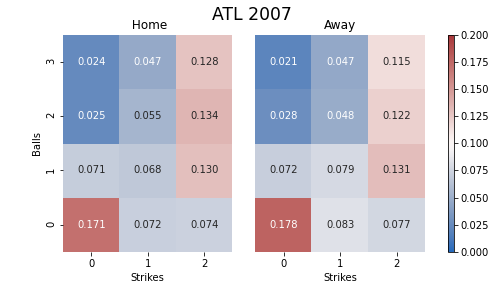 ATL 2007
Home
Away
3 0.024 0.047 0.128 0.021 0.047 0.115 0.200
0.175
2 0.025 0.055 0.134 0.028 0.048 0.122 0.150
0.125
Balls
0.100
1 0.071 0.068 0.130 0.072 0.079 0.131 0.075
0.050
0 0.171 0.072 0.074 0.178 0.083 0.077 0.025
0.000
0 1 2 0 1 2
Strikes Strikes